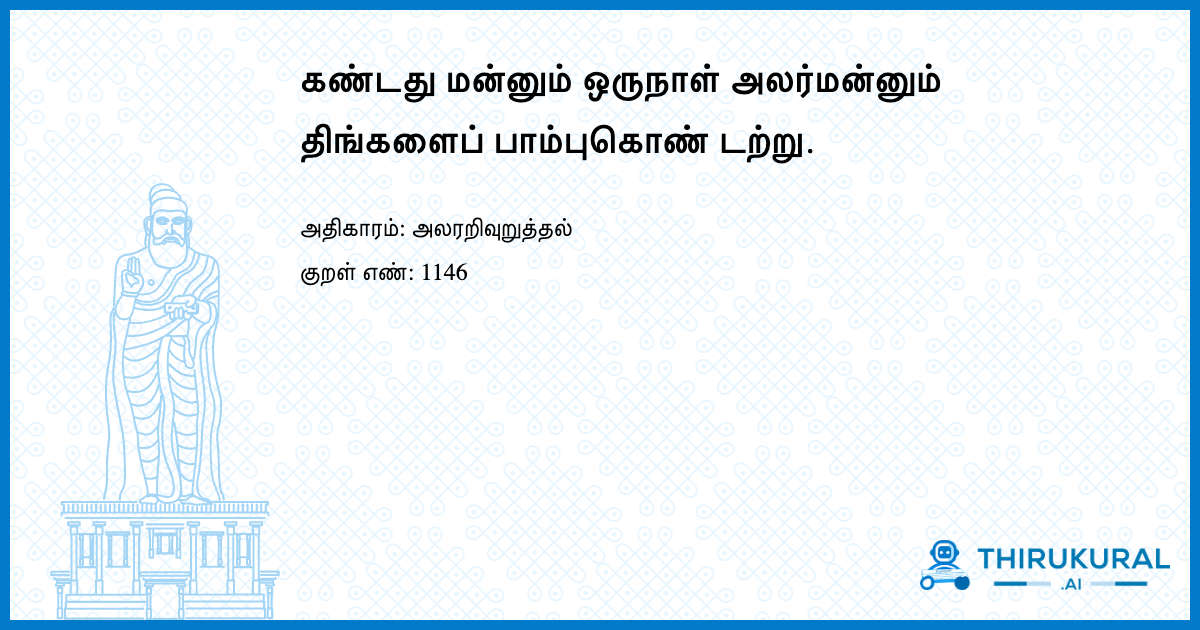 கண்டது மன்னும் ஒருநாள் அலர்மன்னும்
திங்களைப் பாம்புகொண் டற்று.
அதிகாரம்: அலரறிவுறுத்தல்
குறள் எண்: 1146
THIRUKURAL
.AI